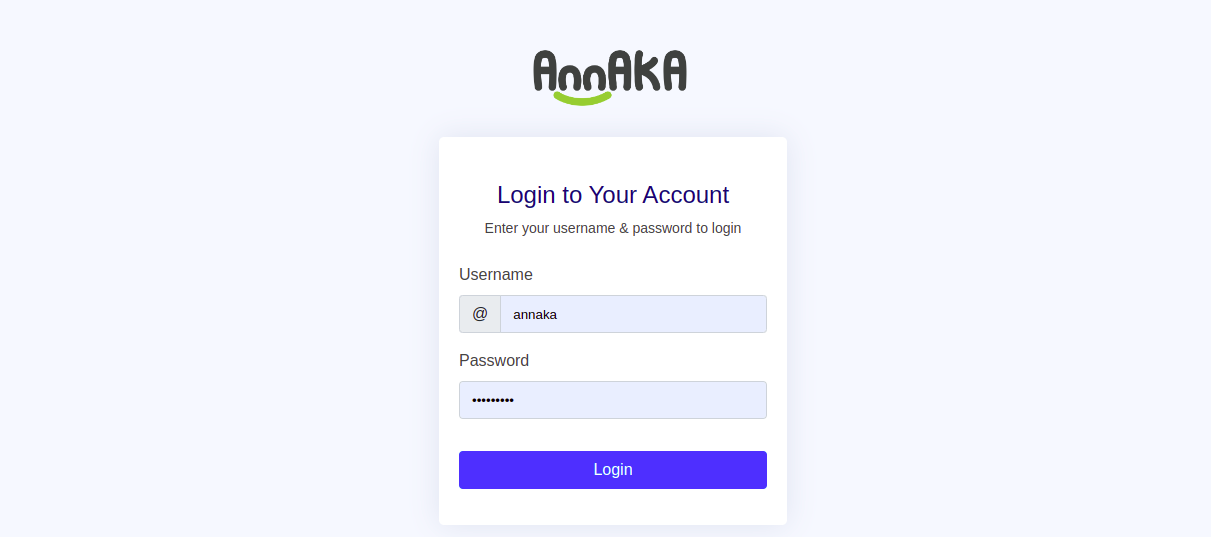 AnnAKA
Login to Your Account
Enter your username & password to login
Username
@ annaka
Password
•••••••••
Login